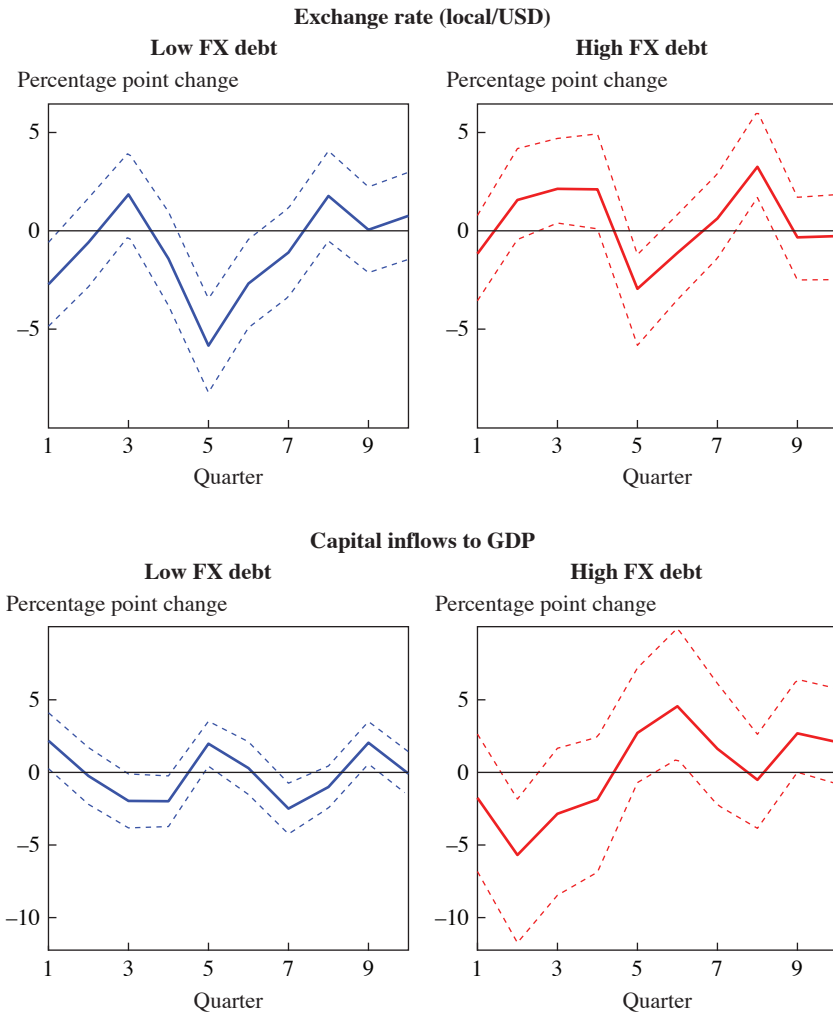 Exchange rate (local/USD)
Low FX debt
High FX debt
Percentage point change
Percentage point change
5
0
–5
1 3 5 7 9
Quarter
5
0
–5
1 3 5 7 9
Quarter
Capital inflows to GDP
Low FX debt
High FX debt
Percentage point change
Percentage point change
5
0
–5
–10
1 3 5 7 9
Quarter
5
0
–5
–10
1 3 5 7 9
Quarter